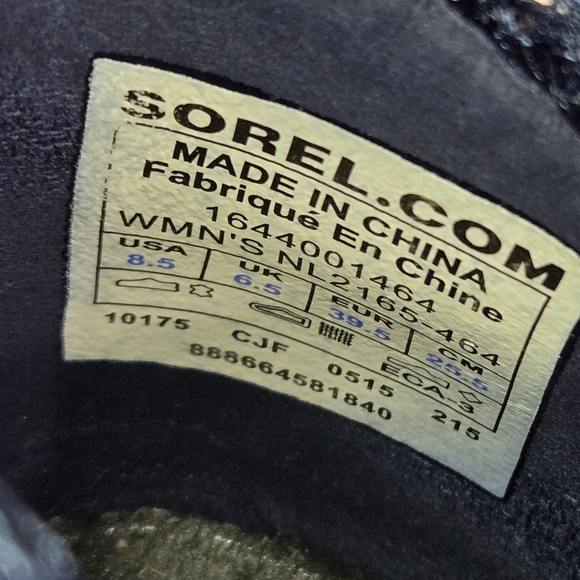 SOREL.COM
MADE IN CHINA
Fabriqué En Chine
1644001464
WMN'S NL2165-464
USA UK EUR CM
8.5 6.5 39.5 25.5
10175 CJF 0515 ECA-3
888664581840 215